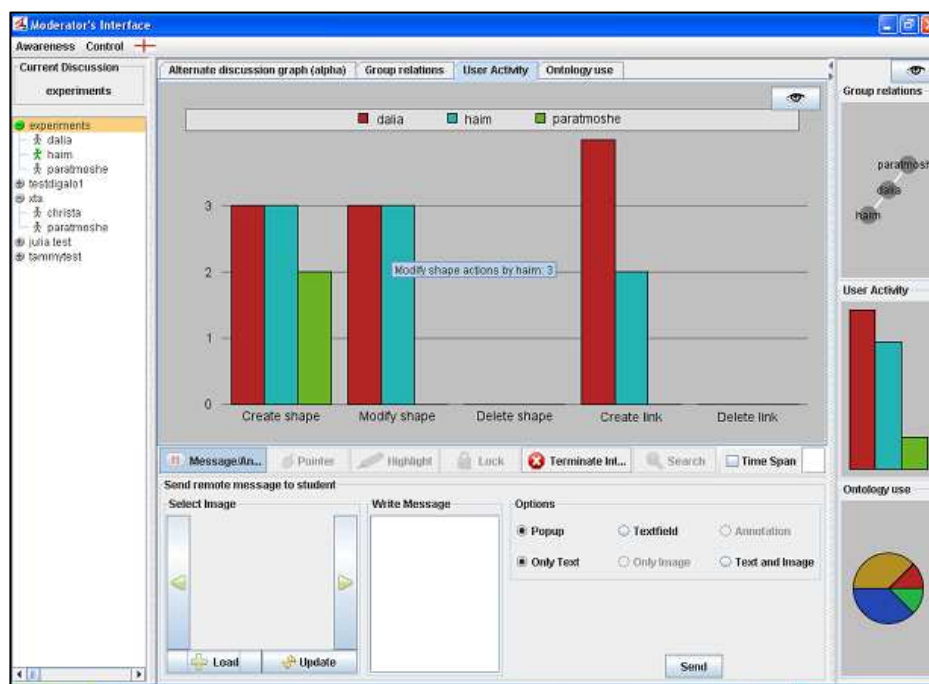 Moderator's Interface
Awareness Control
Current Discussion
experiments
experiments
dalia
haim
paratmoshe
testdigalo1
xta
christa
paratmoshe
julia test
tammytest
Alternate discussion graph (alpha) Group relations User Activity Ontology use
dalia haim paratmoshe
3
2
1
0
Modify shape actions by haim: 3
Create shape Modify shape Delete shape Create link Delete link
Message/An... Pointer Highlight Lock Terminate Int... Search Time Span
Send remote message to student
Select Image
Load Update
Write Message
Options
Popup Textfield Annotation
Only Text Only Image Text and Image
Send
Group relations
paratmosh
dalia
haim
User Activity
Ontology use